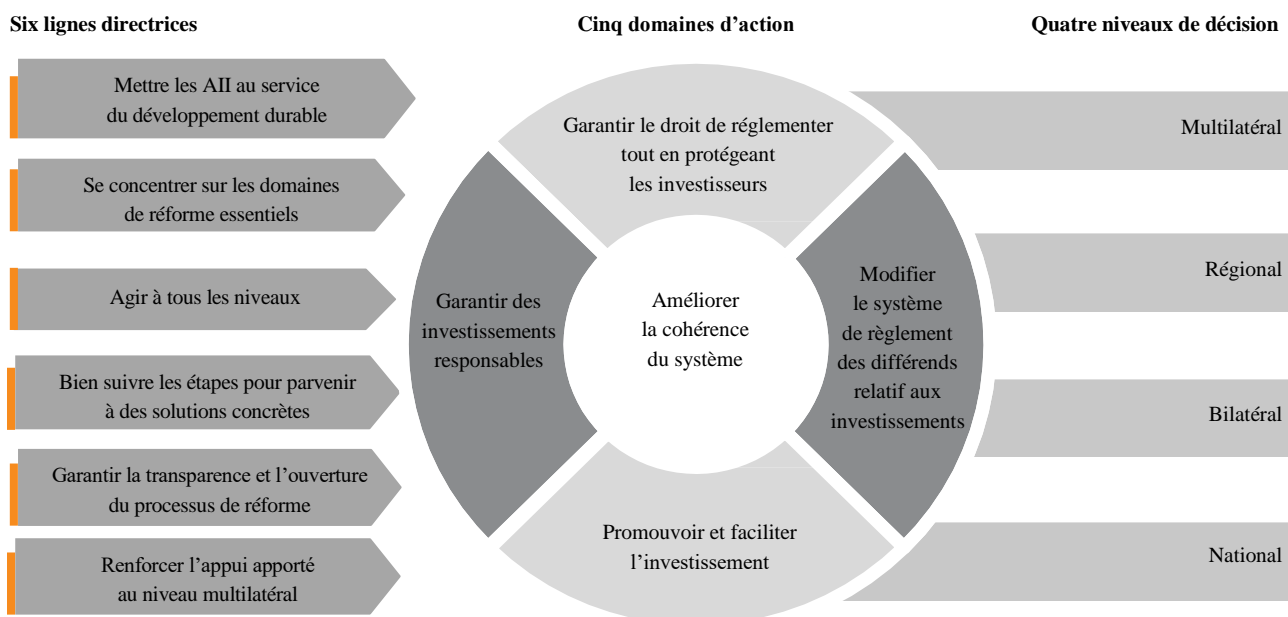 Six lignes directrices
Mettre les AII au service
du développement durable
Se concentrer sur les domaines
de réforme essentiels
Agir à tous les niveaux
Bien suivre les étapes pour parvenir
à des solutions concrètes
Garantir la transparence et l’ouverture
du processus de réforme
Renforcer l’appui apporté
au niveau multilatéral
Cinq domaines d’action
Garantir le droit de réglementer
tout en protégeant
les investisseurs
Garantir des
investissements
responsables
Améliorer
la cohérence
du système
Modifier
le système
de règlement
des différends
relatif aux
investissements
Promouvoir et faciliter
l’investissement
Quatre niveaux de décision
Multilatéral
Régional
Bilatéral
National